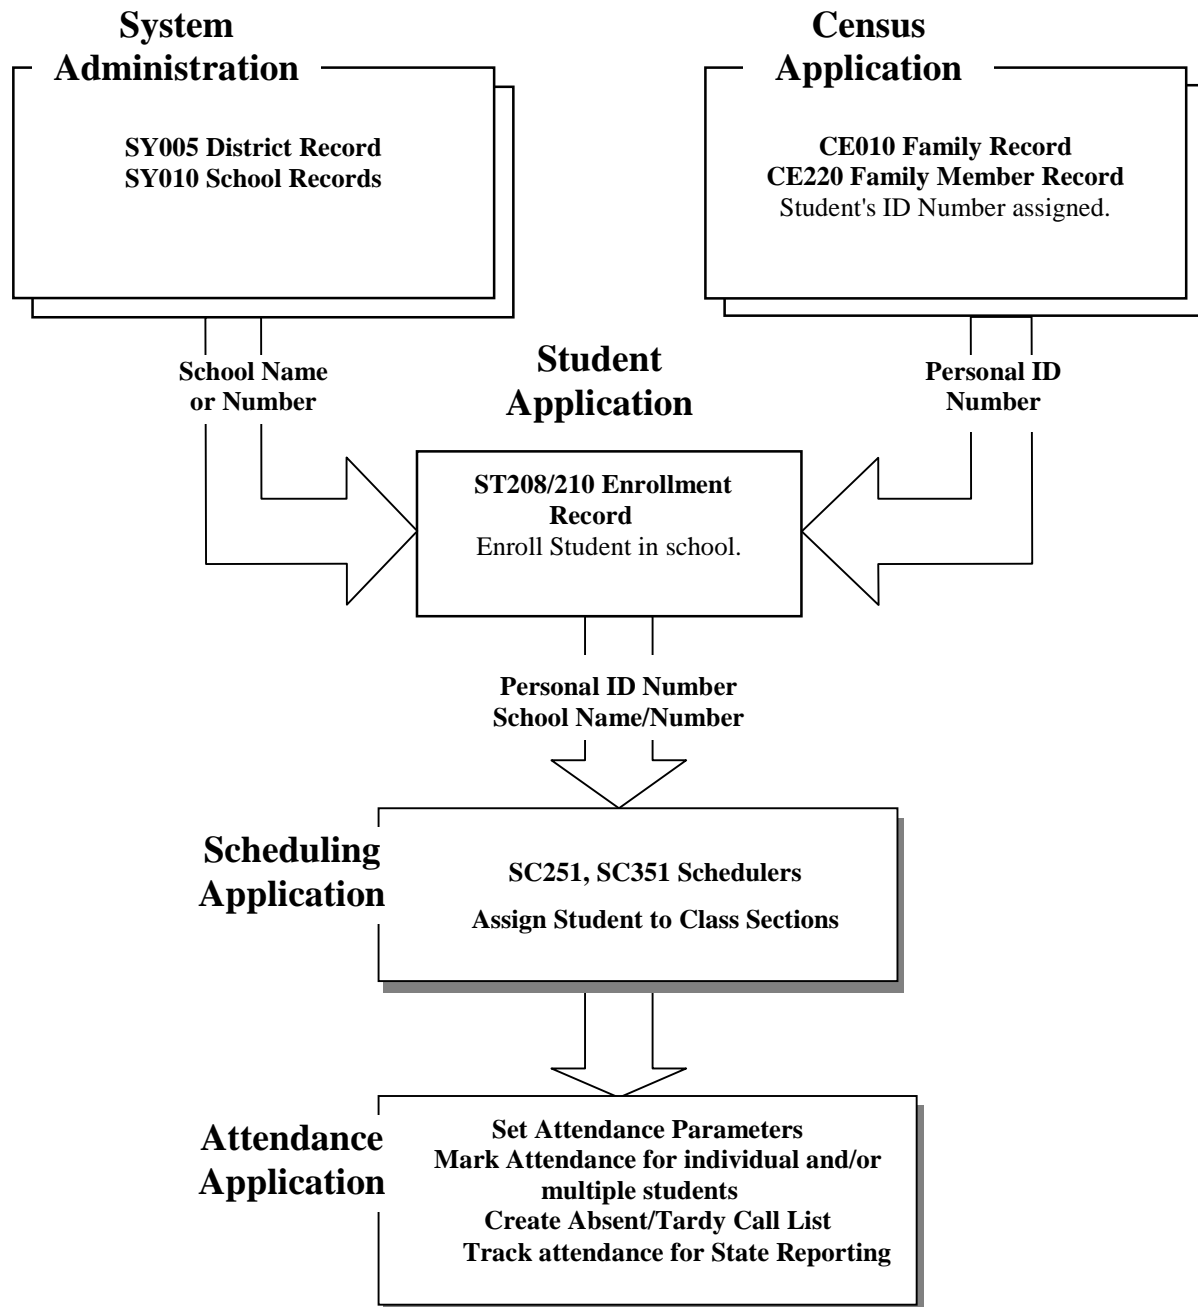 System
Administration
SY005 District Record
SY010 School Records
Census
Application
CE010 Family Record
CE220 Family Member Record
Student's ID Number assigned.
School Name
or Number
Student
Application
Personal ID
Number
ST208/210 Enrollment
Record
Enroll Student in school.
Personal ID Number
School Name/Number
Scheduling
Application
SC251, SC351 Schedulers
Assign Student to Class Sections
Attendance
Application
Set Attendance Parameters
Mark Attendance for individual and/or
multiple students
Create Absent/Tardy Call List
Track attendance for State Reporting